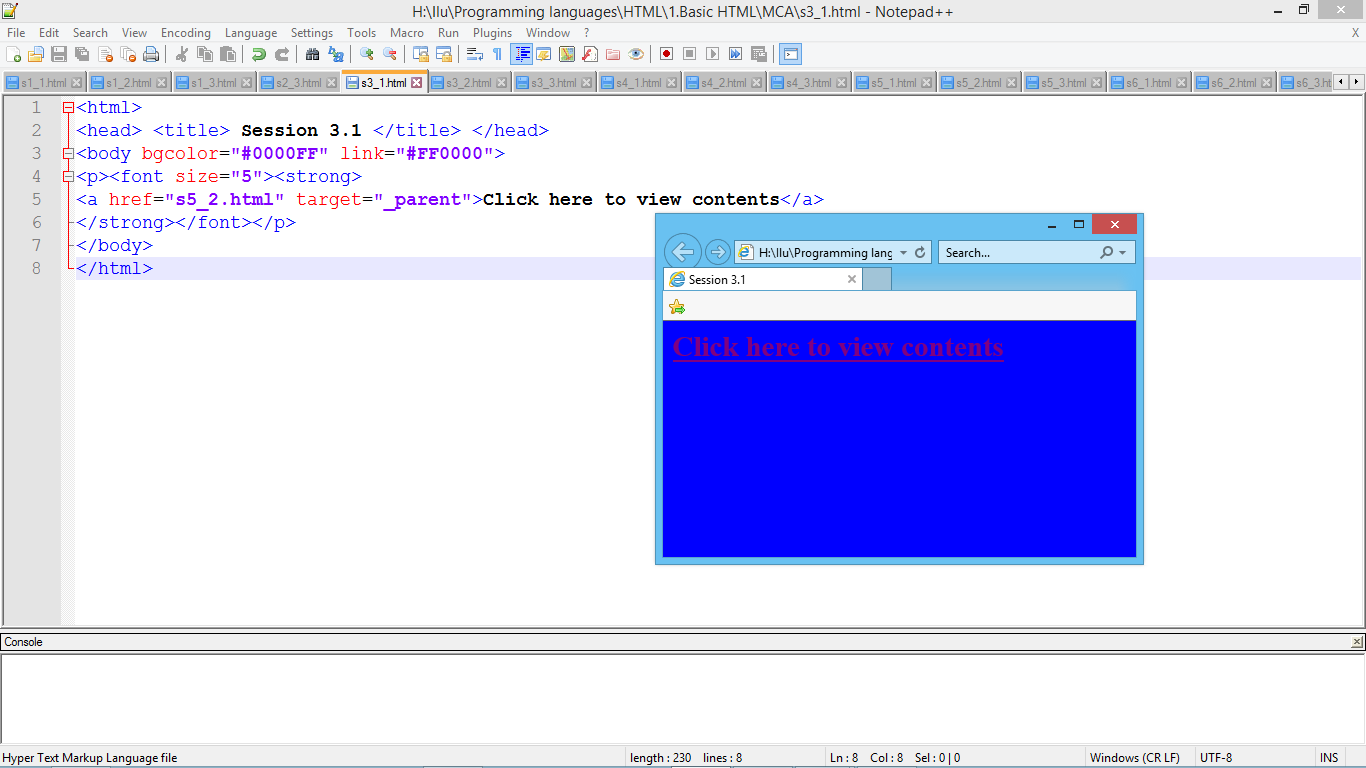 H:\Ilu\Programming languages\HTML\1.Basic HTML\MCA\s3_1.html - Notepad++
File Edit Search View Encoding Language Settings Tools Macro Run Plugins Window ? X
s1_1.html s1_2.html s1_3.html s2_3.html s3_1.html s3_2.html s3_3.html s4_1.html s4_2.html s4_3.html s5_1.html s5_2.html s5_3.html s6_1.html s6_2.html s6_3.ht
1 <html>
2 <head> <title> Session 3.1 </title> </head>
3 <body bgcolor="#0000FF" link="#FF0000">
4 <p><font size="5"><strong>
5 <a href="s5_2.html" target="_parent">Click here to view contents</a>
6 </strong></font></p>
7 </body>
8 </html>
H:\Ilu\Programming lang Search...
Session 3.1
Click here to view contents
Console
Hyper Text Markup Language file length : 230 lines : 8 Ln : 8 Col : 8 Sel : 0 | 0 Windows (CR LF) UTF-8 INS